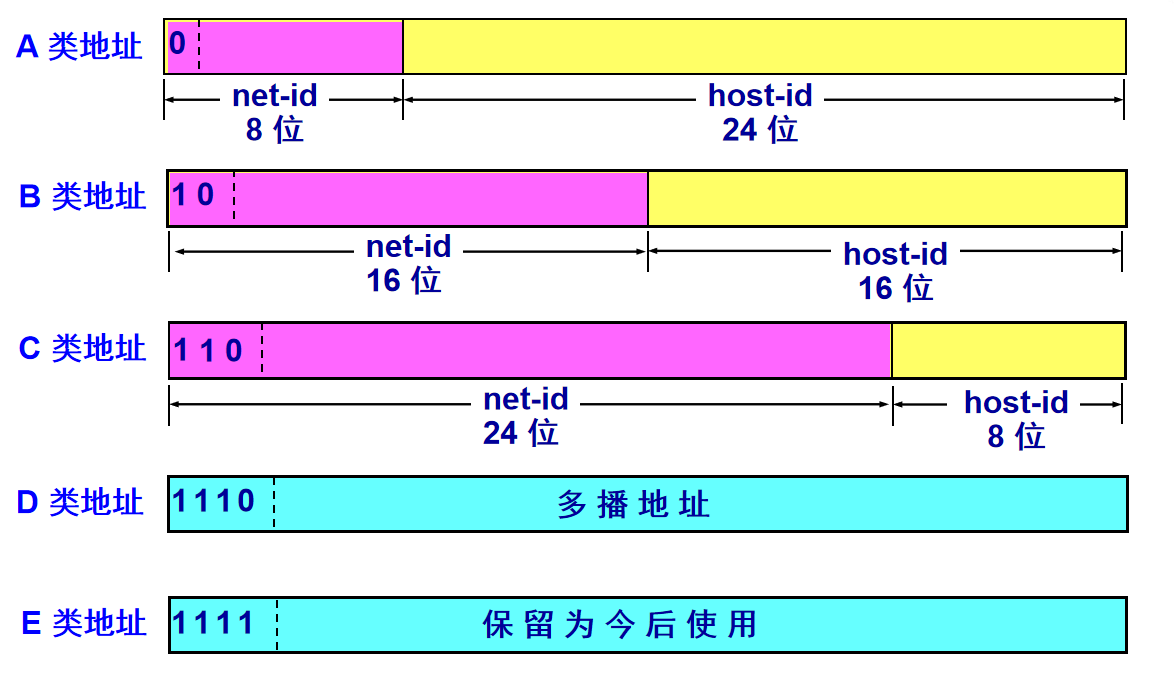 A 类地址
0
net-id
8 位
host-id
24 位
B 类地址
1 0
net-id
16 位
host-id
16 位
C 类地址
1 1 0
net-id
24 位
host-id
8 位
D 类地址
1 1 1 0
多 播 地 址
E 类地址
1 1 1 1
保 留 为 今 后 使 用